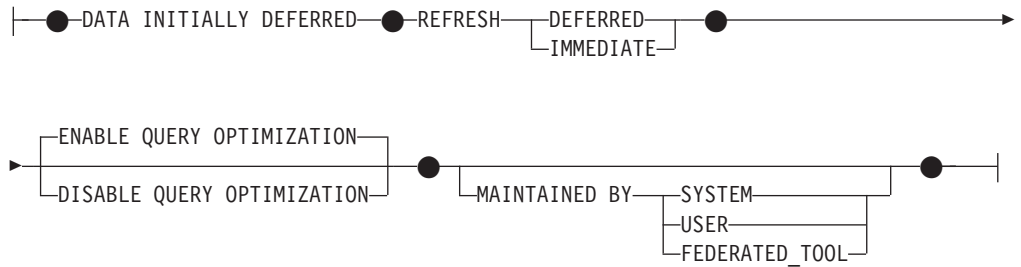 DATA INITIALLY DEFERRED REFRESH DEFERRED
IMMEDIATE
ENABLE QUERY OPTIMIZATION
DISABLE QUERY OPTIMIZATION MAINTAINED BY SYSTEM
USER
FEDERATED_TOOL